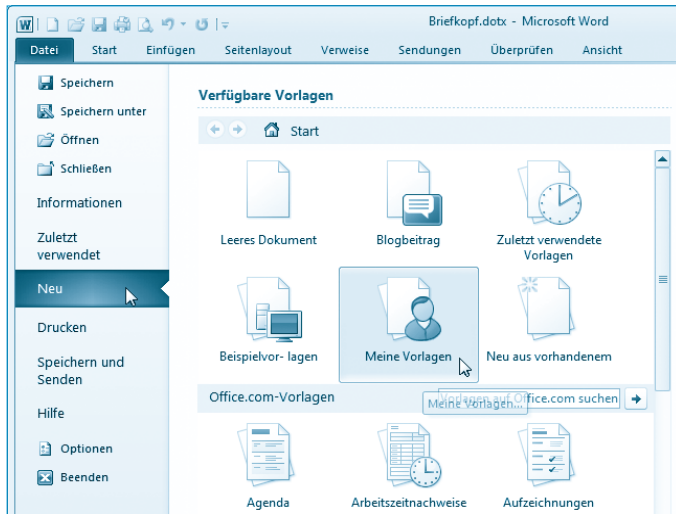 Briefkopf.dotx - Microsoft Word
Datei Start Einfügen Seitenlayout Verweise Sendungen Überprüfen Ansicht
Speichern
Speichern unter
Öffnen
Schließen
Informationen
Zuletzt
verwendet
Neu
Drucken
Speichern und
Senden
Hilfe
Optionen
Beenden
Verfügbare Vorlagen
Start
Leeres Dokument
Blogbeitrag
Zuletzt verwendete
Vorlagen
Beispielvor- lagen
Meine Vorlagen
Neu aus vorhandenem
Office.com-Vorlagen
Vorlagen auf Office.com suchen
Meine Vorlagen...
Agenda
Arbeitszeitnachweise
Aufzeichnungen